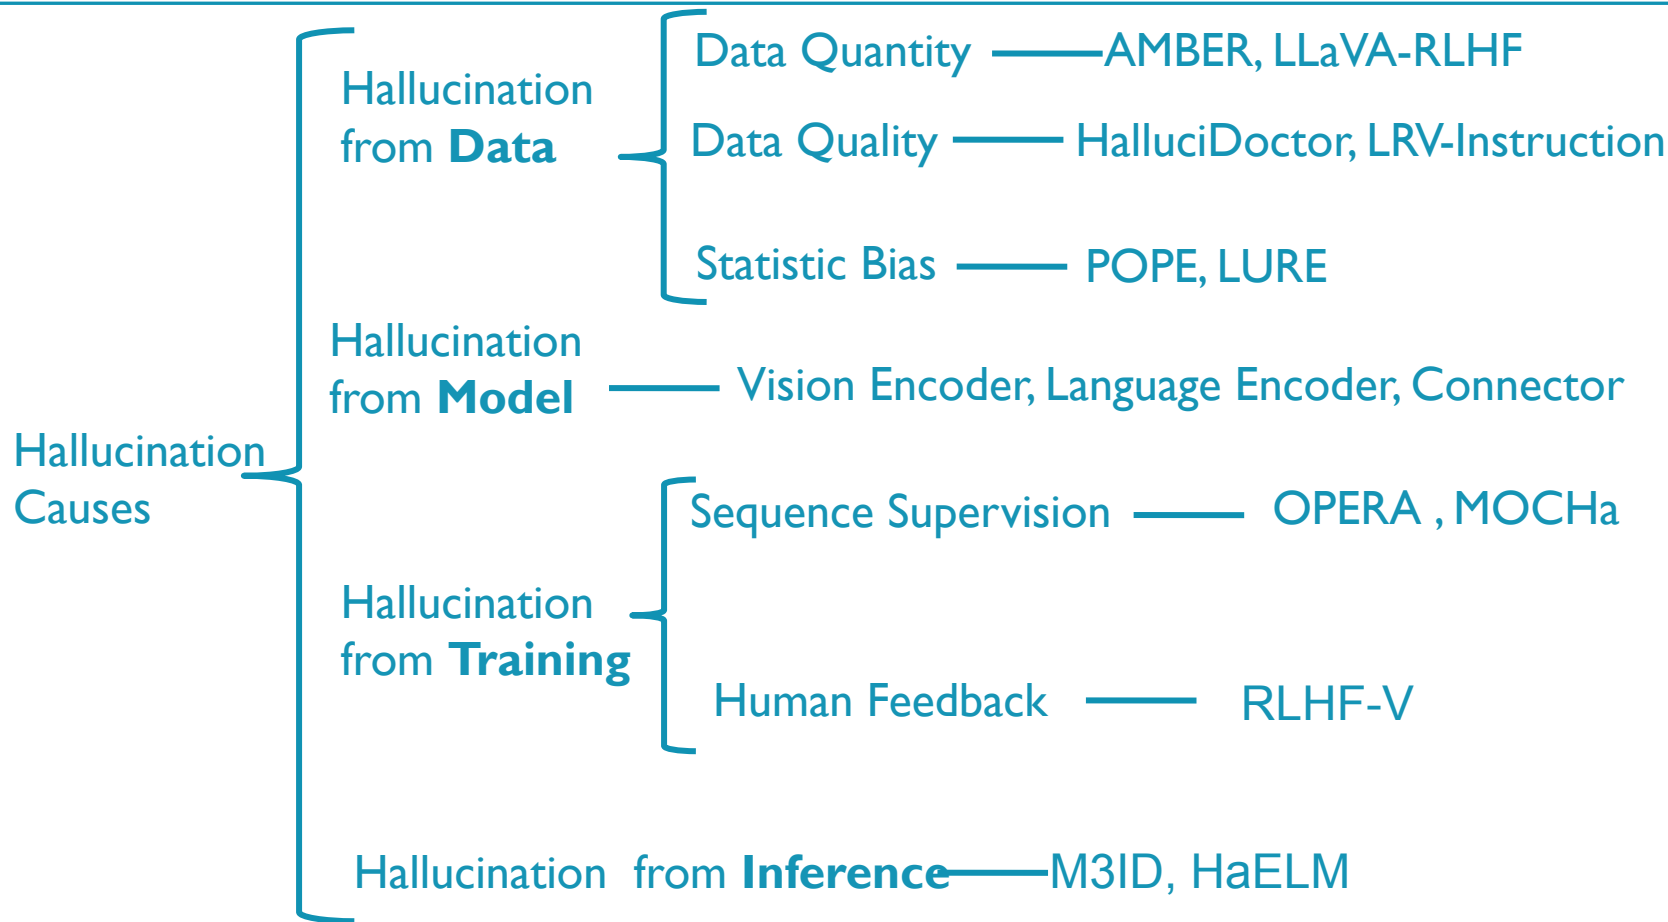 Data Quantity AMBER, LLaVA-RLHF
Hallucination
from Data
Data Quality HalluciDoctor, LRV-Instruction
Statistic Bias POPE, LURE
Hallucination
from Model
Vision Encoder, Language Encoder, Connector
Hallucination
Causes
Sequence Supervision OPERA , MOCHa
Hallucination
from Training
Human Feedback RLHF-V
Hallucination from Inference M3ID, HaELM